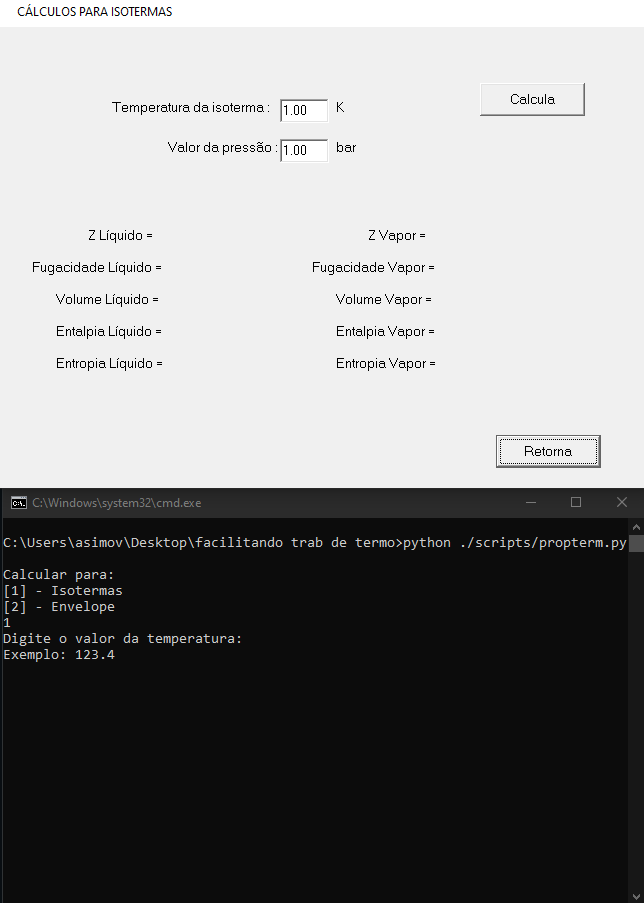 CÁLCULOS PARA ISOTERMAS
Temperatura da isoterma : 1.00 K
Calcula
Valor da pressão : 1.00 bar
Z Líquido = Z Vapor =
Fugacidade Líquido = Fugacidade Vapor =
Volume Líquido = Volume Vapor =
Entalpia Líquido = Entalpia Vapor =
Entropia Líquido = Entropia Vapor =
Retorna
C:\Windows\system32\cmd.exe
C:\Users\asimov\Desktop\facilitando trab de termo>python ./scripts/propterm.py
Calcular para:
[1] - Isotermas
[2] - Envelope
1
Digite o valor da temperatura:
Exemplo: 123.4